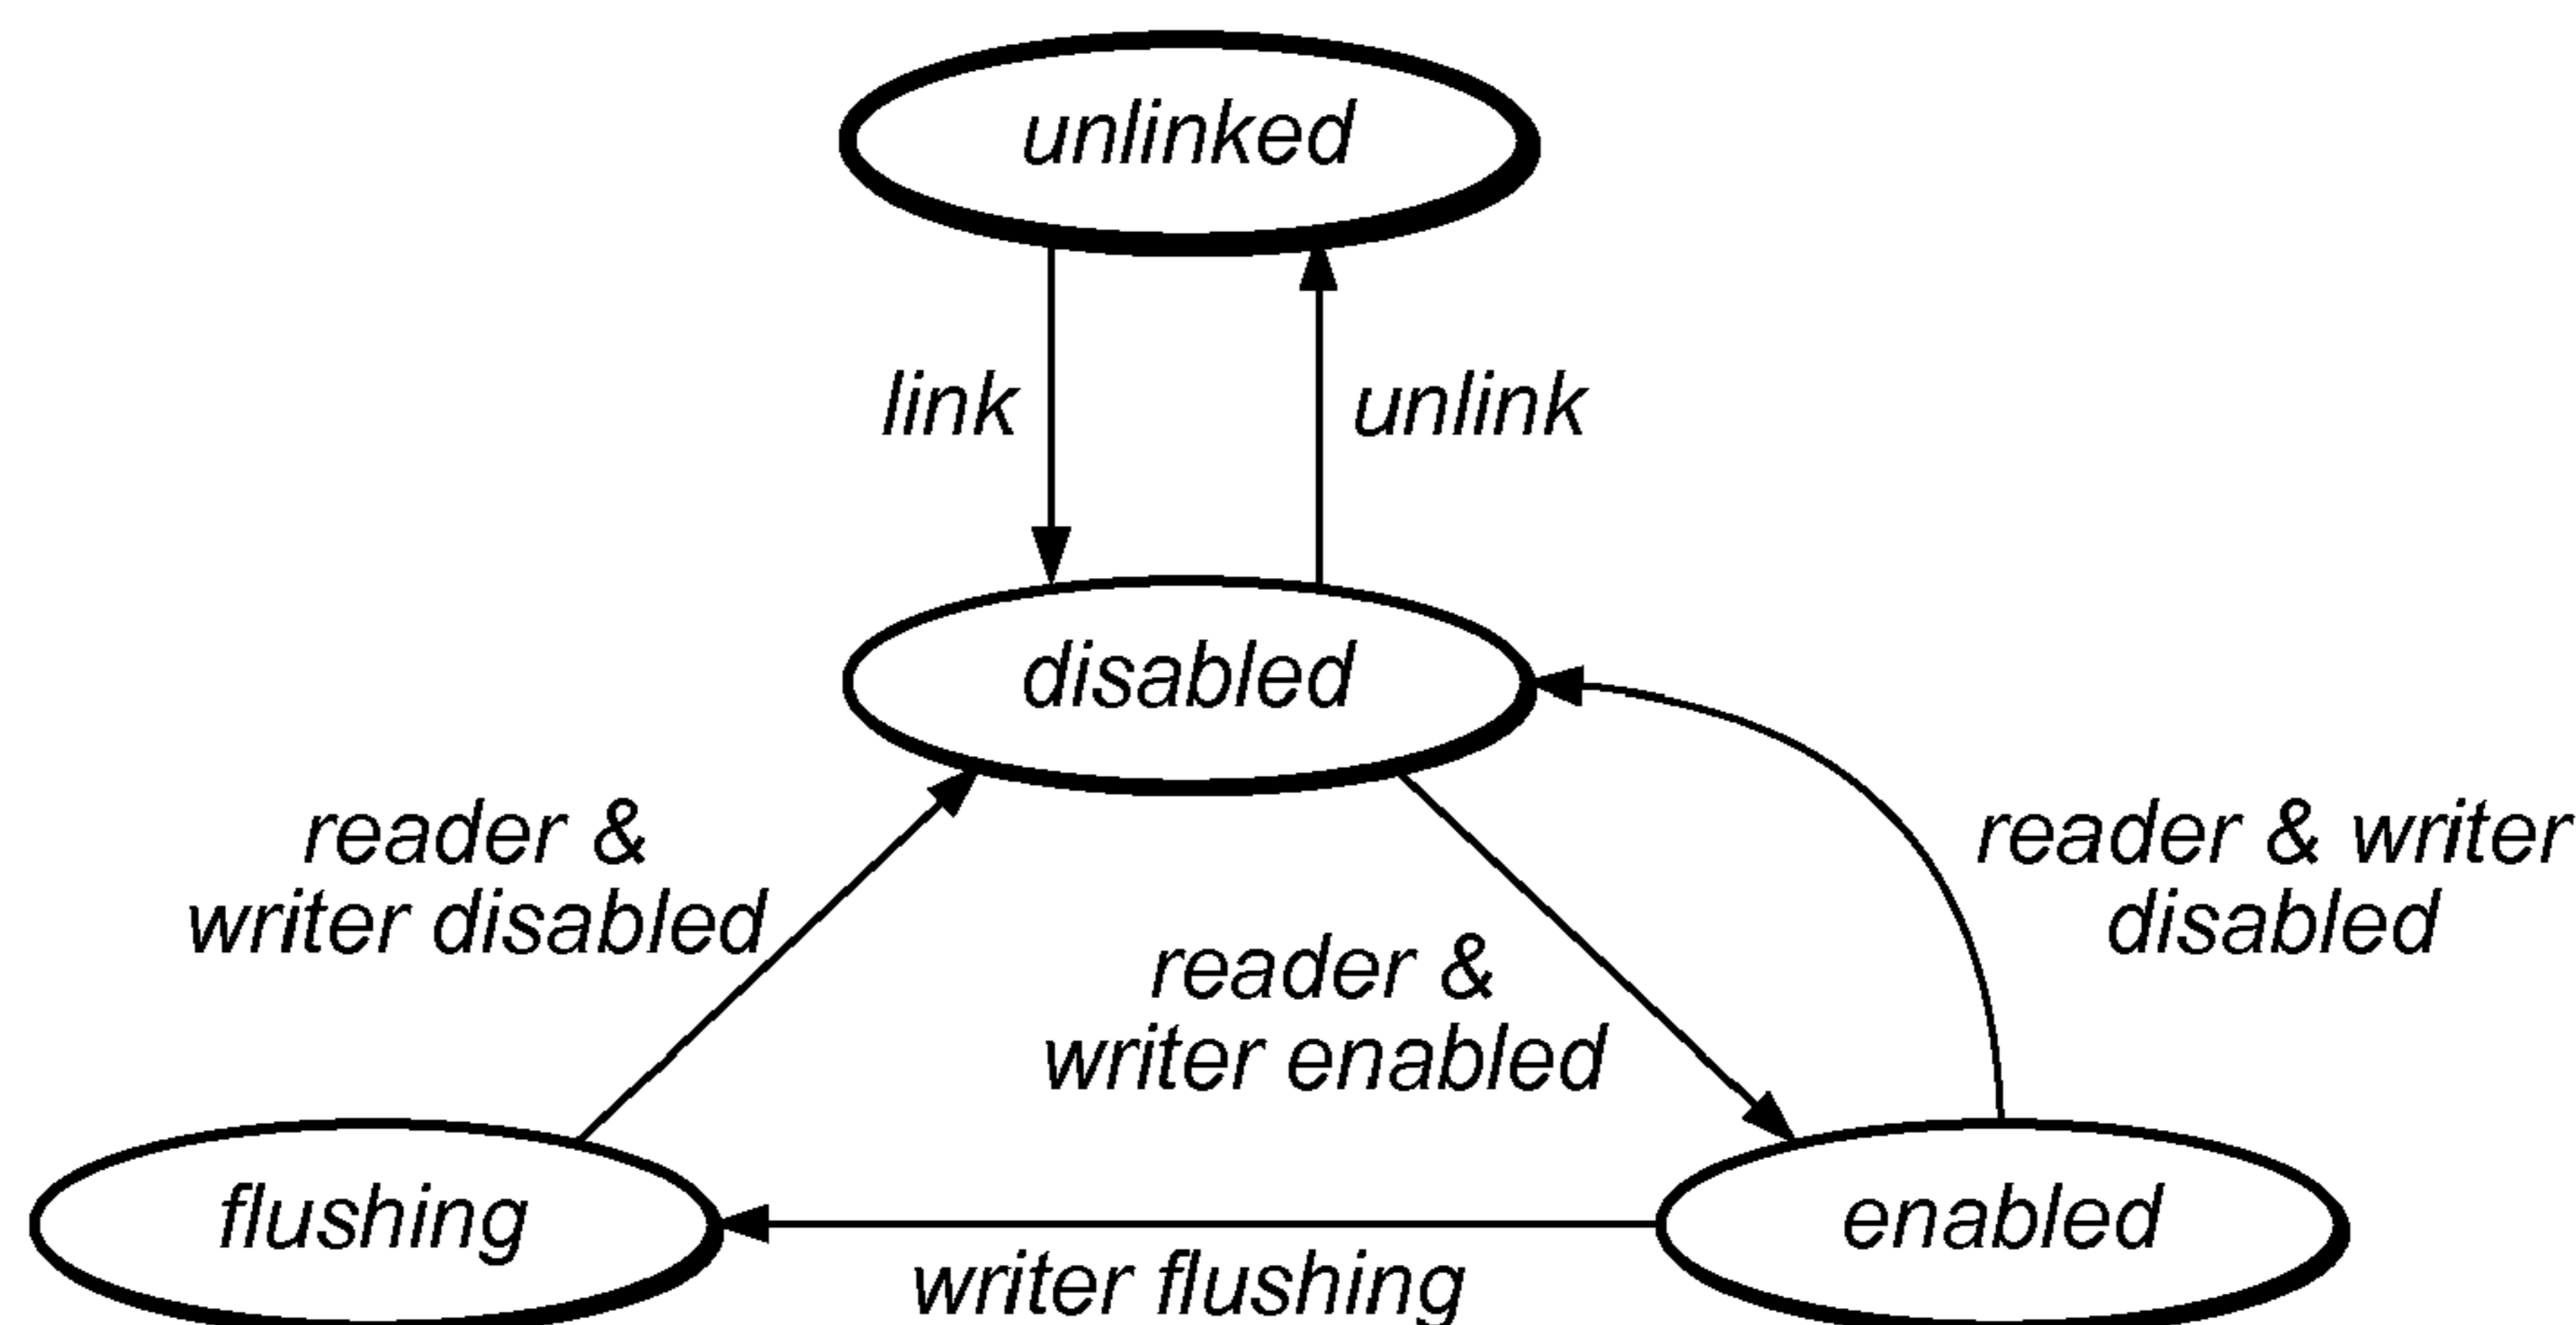 unlinked
link
unlink
disabled
reader &
writer disabled
reader & writer
disabled
reader &
writer enabled
flushing
enabled
writer flushing